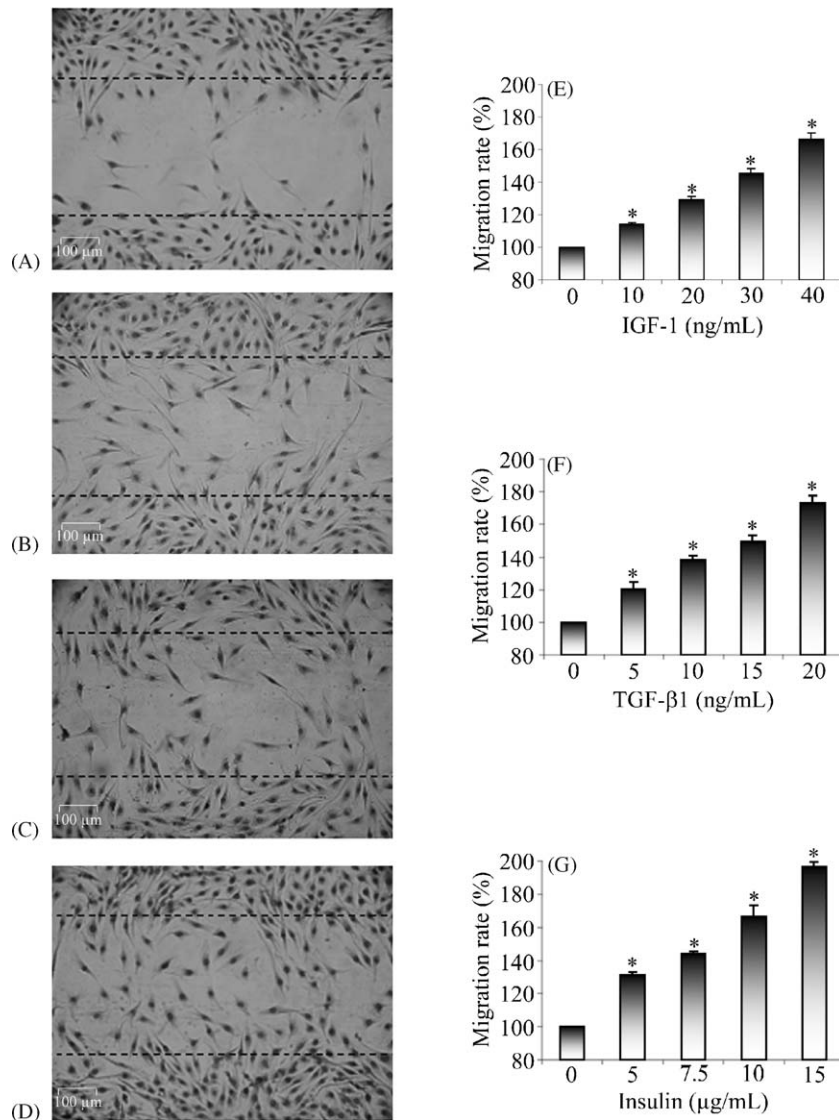 100 µm
(A)
100 µm
(B)
100 µm
(C)
100 µm
(D)
(E)
Migration rate (%)
200
180
160
140
120
100
80
*
*
*
*
0 10 20 30 40
IGF-1 (ng/mL)
(F)
Migration rate (%)
200
180
160
140
120
100
80
*
*
*
*
0 5 10 15 20
TGF-β1 (ng/mL)
(G)
Migration rate (%)
200
180
160
140
120
100
80
*
*
*
*
0 5 7.5 10 15
Insulin (µg/mL)